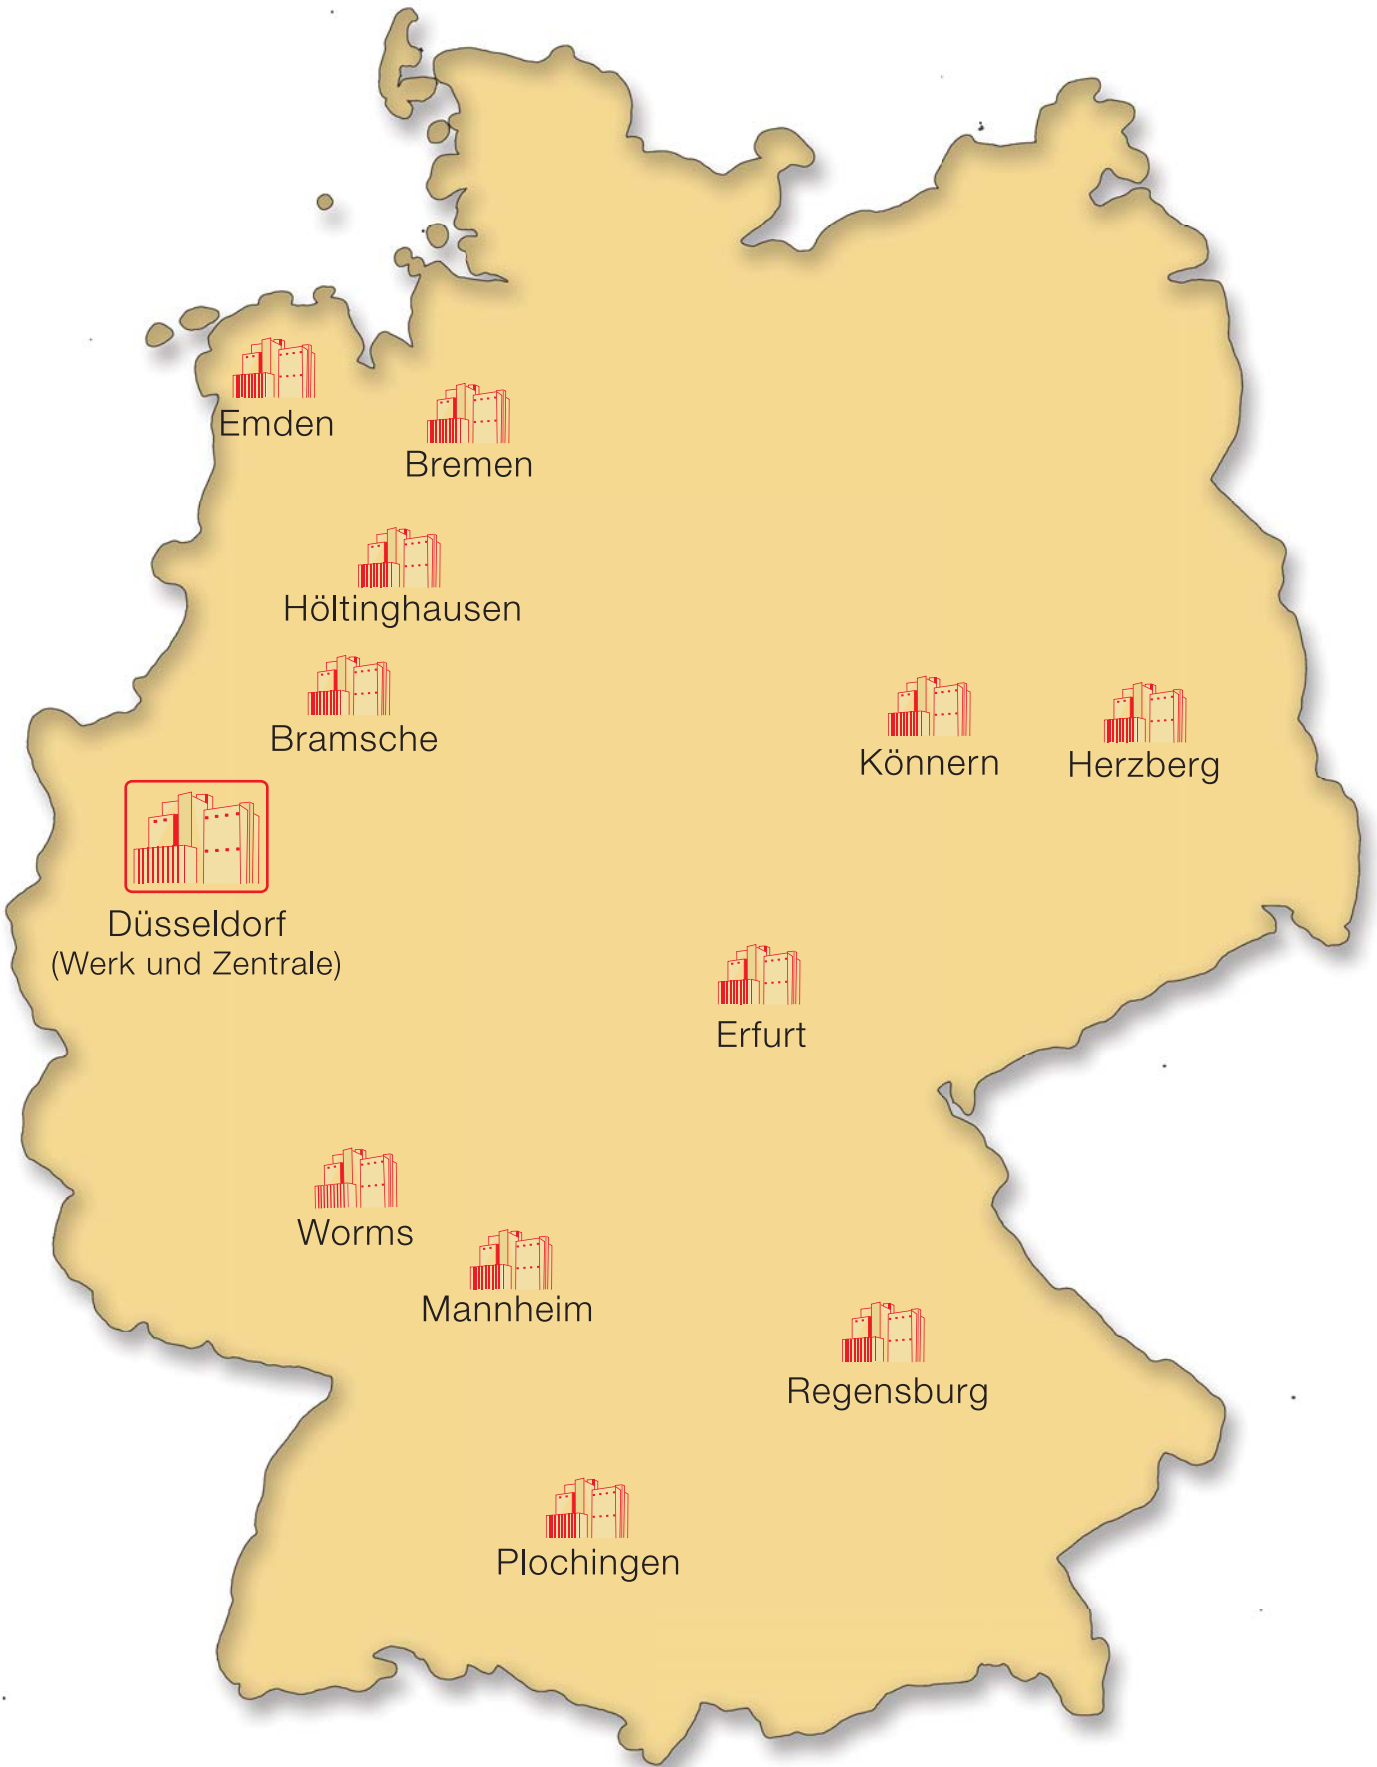 Emden
Bremen
Höltinghausen
Bramsche
Könnern
Herzberg
Düsseldorf
(Werk und Zentrale)
Erfurt
Worms
Mannheim
Regensburg
Plochingen